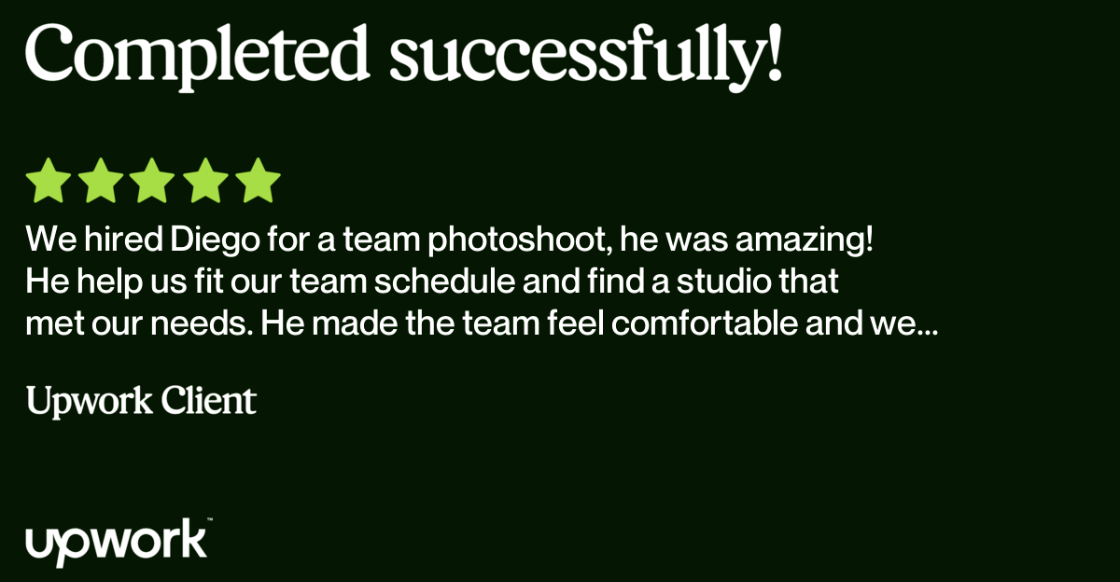 Completed successfully!
We hired Diego for a team photoshoot, he was amazing!
He help us fit our team schedule and find a studio that
met our needs. He made the team feel comfortable and we...
Upwork Client
upwork™